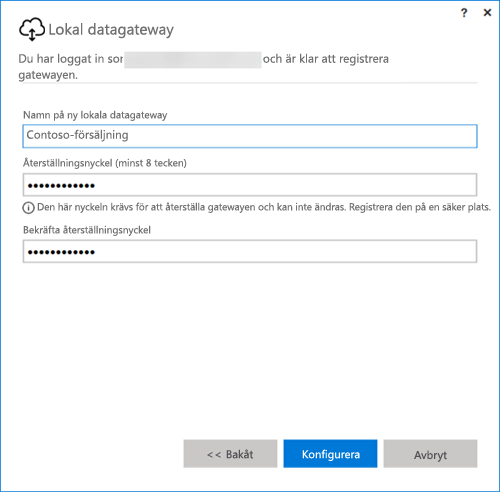 ? ×
Lokal datagateway
Du har loggat in som och är klar att registrera
gatewayen.
Namn på ny lokala datagateway
Contoso-försäljning
Återställningsnyckel (minst 8 tecken)
●●●●●●●●●●●●
Den här nyckeln krävs för att återställa gatewayen och kan inte ändras. Registrera den på en säker plats.
Bekräfta återställningsnyckel
●●●●●●●●●●●●
<< Bakåt Konfigurera Avbryt